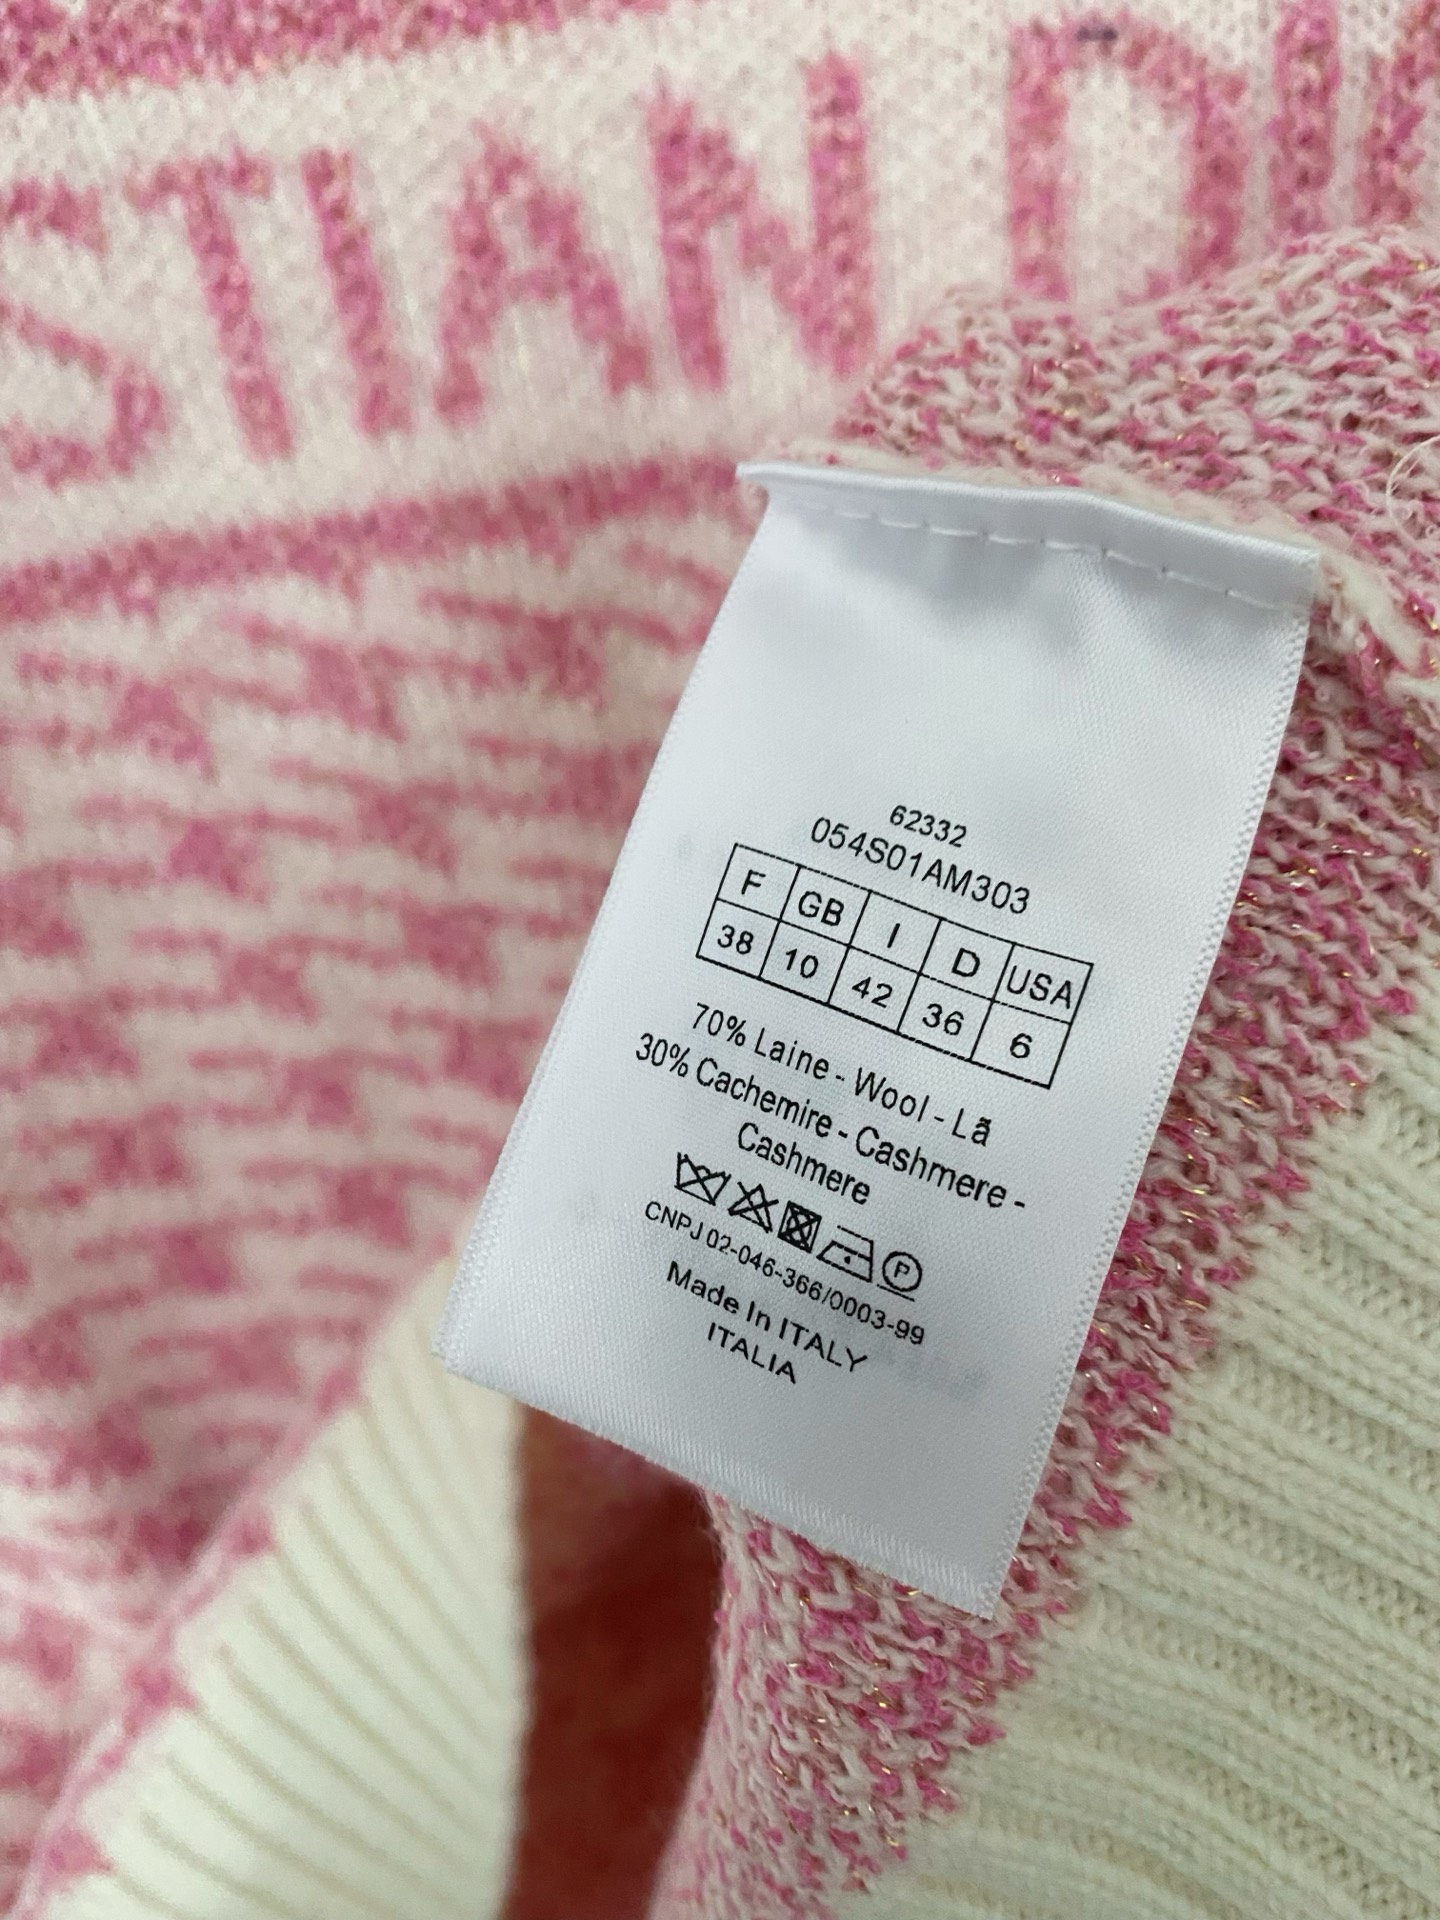 STIAN DI
62332
054S01AM303
F GB I D USA
38 10 42 36 6
70% Laine - Wool - Lã
30% Cachemire - Cashmere -
Cashmere
P
CNPJ 02-046-366/0003-99
Made In ITALY
ITALIA